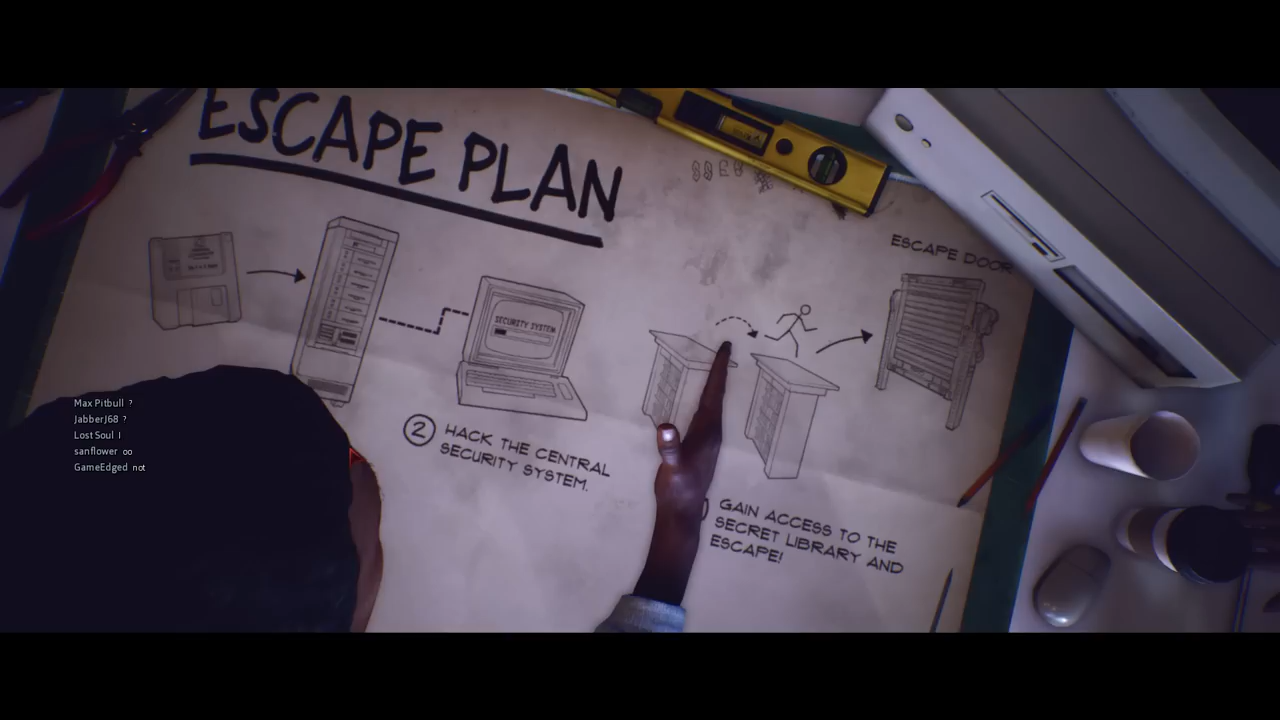 ESCAPE PLAN
ESCAPE DOOR
SECURITY SYSTEM
2 HACK THE CENTRAL
SECURITY SYSTEM.
GAIN ACCESS TO THE
SECRET LIBRARY AND
ESCAPE!
Max Pitbull ?
JabberJ68 ?
Lost Soul I
sanflower oo
GameEdged not